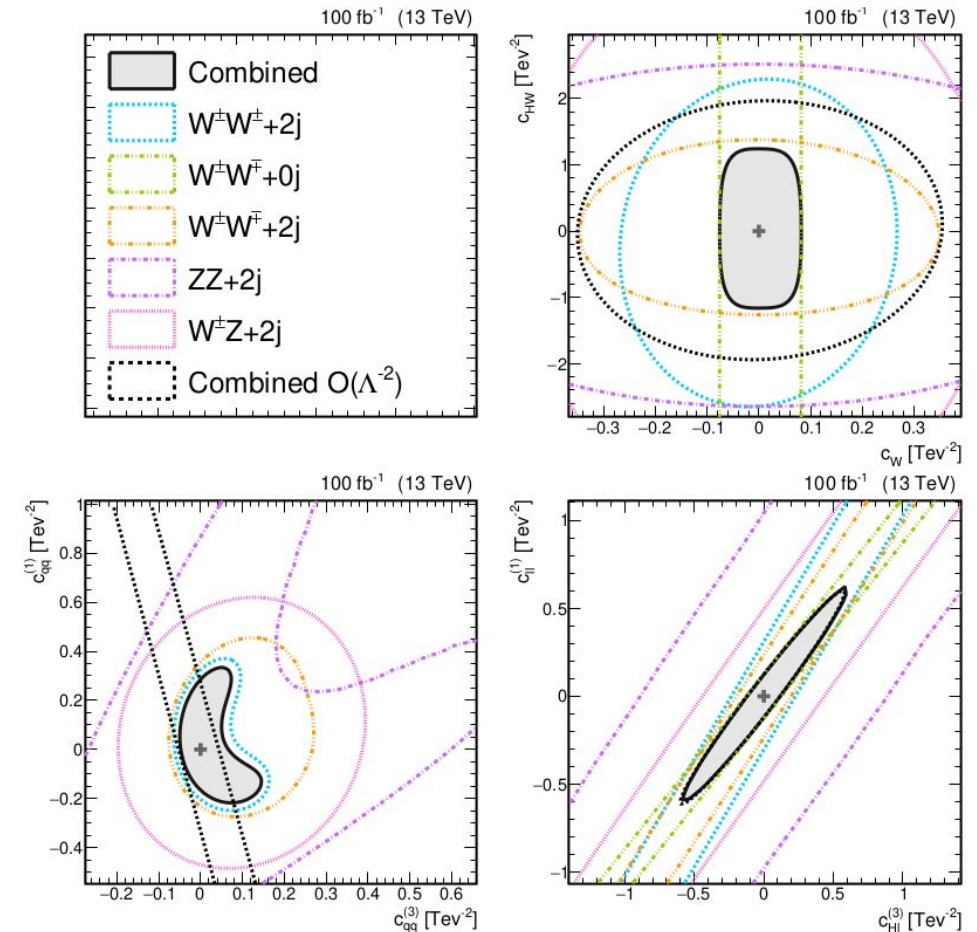 100 fb⁻¹ (13 TeV)
Combined
W±W±+2j
W±W∓+0j
W±W∓+2j
ZZ+2j
W±Z+2j
Combined O(Λ⁻²)
100 fb⁻¹ (13 TeV)
c_HW [Tev⁻²]
2
1
0
−1
−2
−0.3 −0.2 −0.1 0 0.1 0.2 0.3
c_W [Tev⁻²]
100 fb⁻¹ (13 TeV)
c_qq^(1) [Tev⁻²]
1
0.8
0.6
0.4
0.2
0
−0.2
−0.4
−0.2 −0.1 0 0.1 0.2 0.3 0.4 0.5 0.6
c_qq^(3) [Tev⁻²]
100 fb⁻¹ (13 TeV)
c_ll^(1) [Tev⁻²]
1
0.5
0
−0.5
−1
−1 −0.5 0 0.5 1
c_Hl^(3) [Tev⁻²]